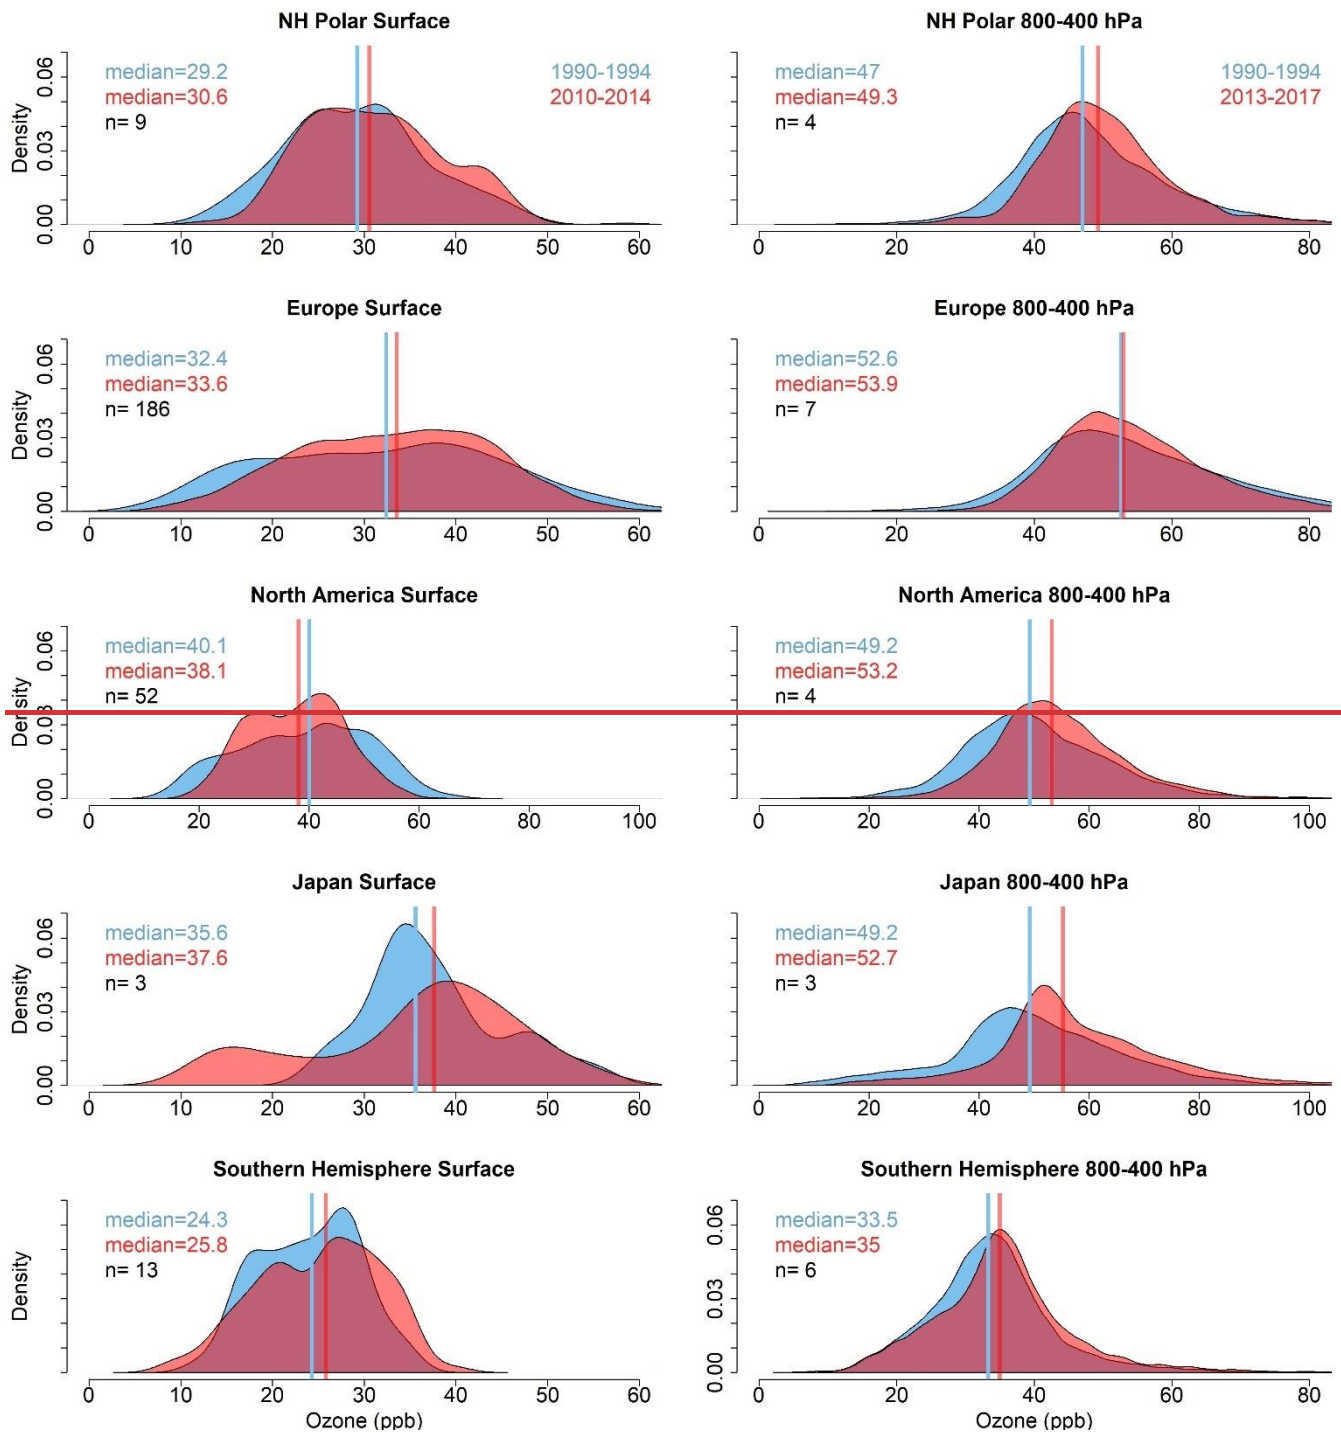 NH Polar Surface
median=29.2
1990-1994
median=30.6
2010-2014
n= 9
Density
0.00 0.03 0.06
0 10 20 30 40 50 60
NH Polar 800-400 hPa
median=47
1990-1994
median=49.3
2013-2017
n= 4
0 20 40 60 80
Europe Surface
median=32.4
median=33.6
n= 186
Density
0.00 0.03 0.06
0 10 20 30 40 50 60
Europe 800-400 hPa
median=52.6
median=53.9
n= 7
0 20 40 60 80
North America Surface
median=40.1
median=38.1
n= 52
Density
0.00 0.03 0.06
0 20 40 60 80 100
North America 800-400 hPa
median=49.2
median=53.2
n= 4
0 20 40 60 80 100
Japan Surface
median=35.6
median=37.6
n= 3
Density
0.00 0.03 0.06
0 10 20 30 40 50 60
Japan 800-400 hPa
median=49.2
median=52.7
n= 3
0 20 40 60 80 100
Southern Hemisphere Surface
median=24.3
median=25.8
n= 13
Density
0 10 20 30 40 50 60
Ozone (ppb)
Southern Hemisphere 800-400 hPa
median=33.5
median=35
n= 6
0.00 0.03 0.06
0 20 40 60 80
Ozone (ppb)